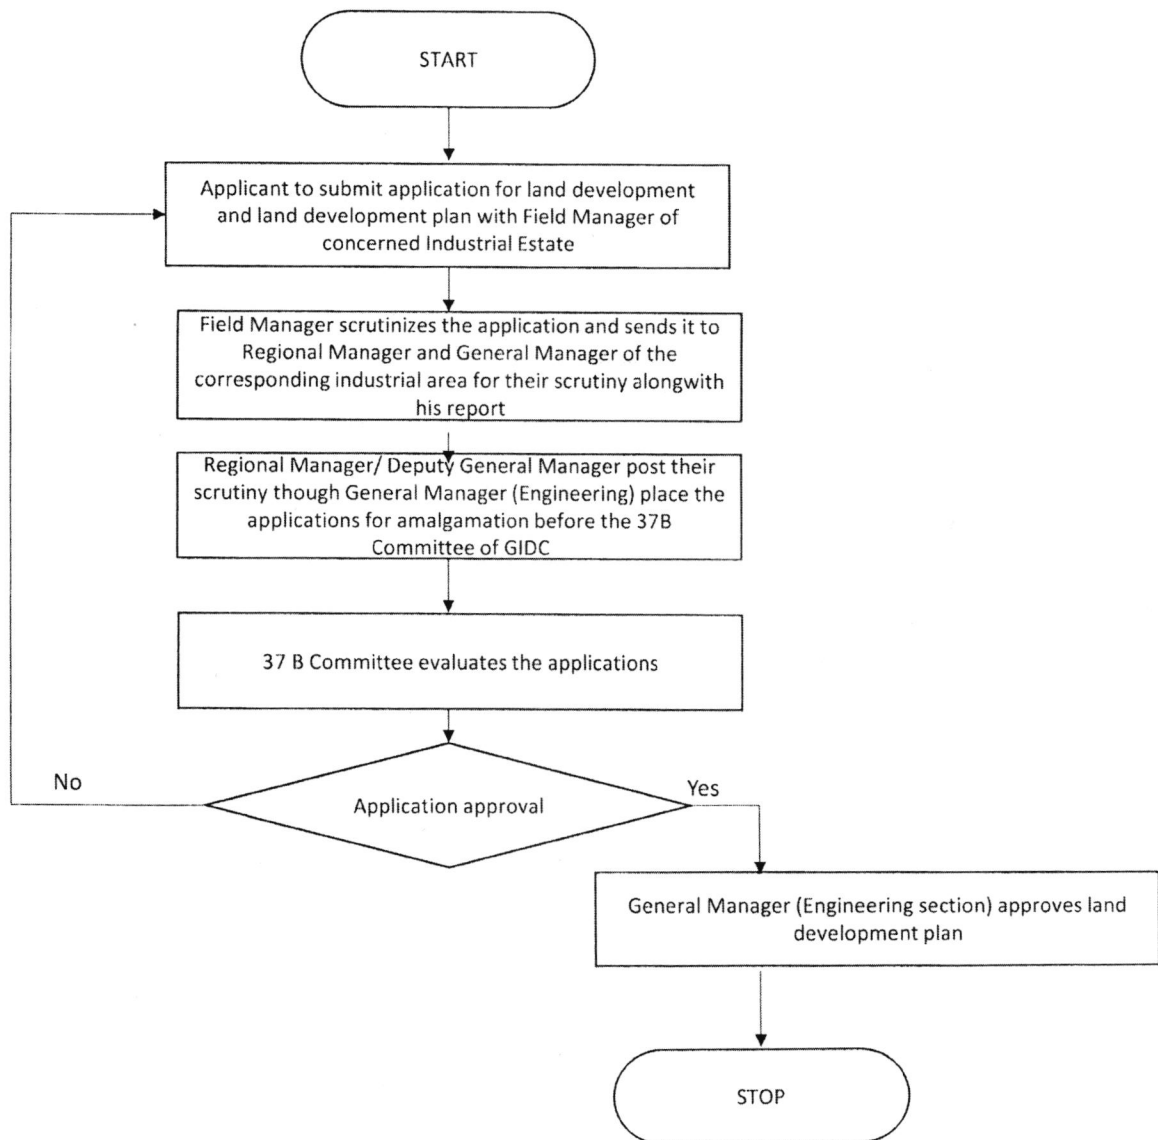 START
Applicant to submit application for land development
and land development plan with Field Manager of
concerned Industrial Estate
Field Manager scrutinizes the application and sends it to
Regional Manager and General Manager of the
corresponding industrial area for their scrutiny alongwith
his report
Regional Manager/ Deputy General Manager post their
scrutiny though General Manager (Engineering) place the
applications for amalgamation before the 37B
Committee of GIDC
37 B Committee evaluates the applications
No
Application approval
Yes
General Manager (Engineering section) approves land
development plan
STOP